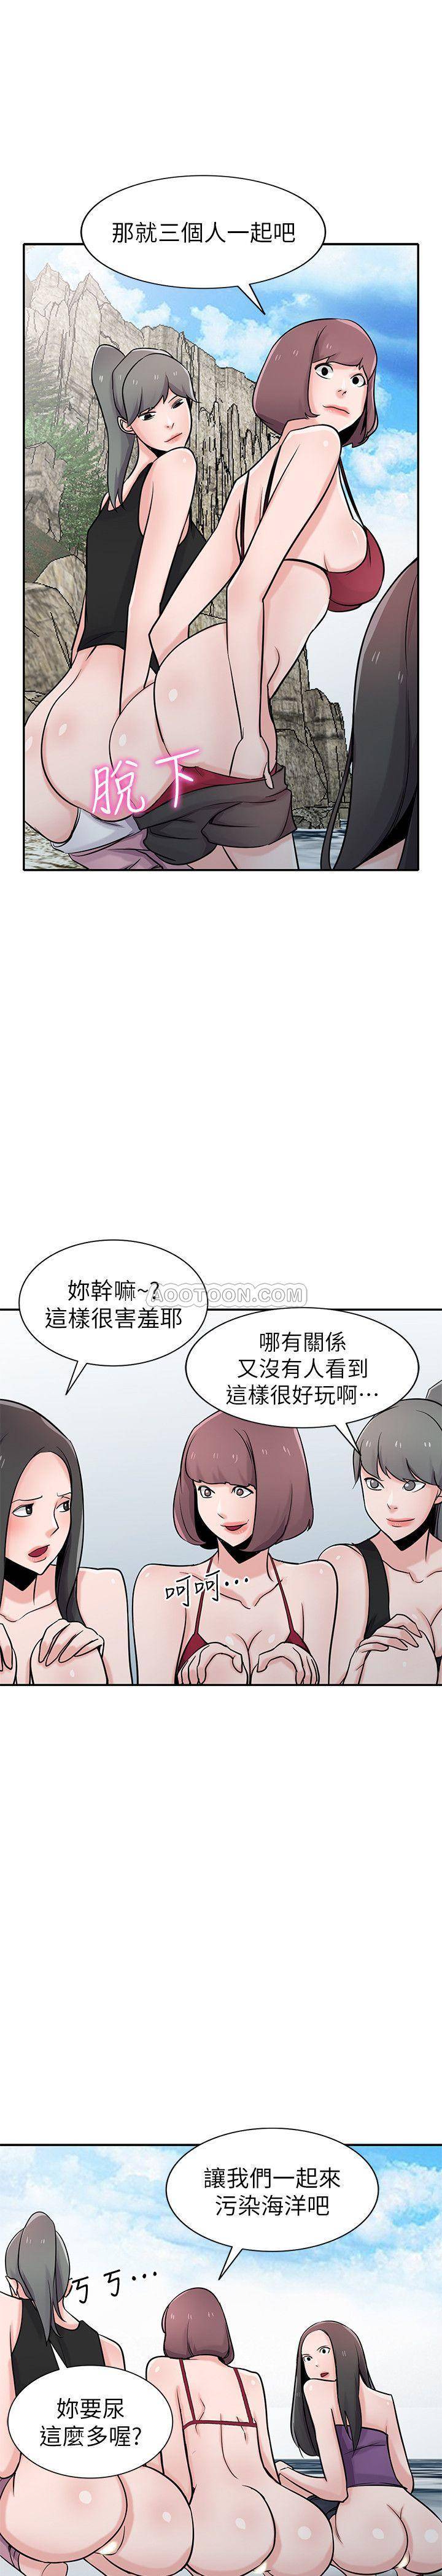 那就三個人一起吧
脫下
妳幹嘛~?
這樣很害羞耶
AOOTOON.COM
哪有關係
又沒有人看到
這樣很好玩啊…
呵呵…
讓我們一起來
污染海洋吧
ㄎㄎ…
妳要尿
這麼多喔?